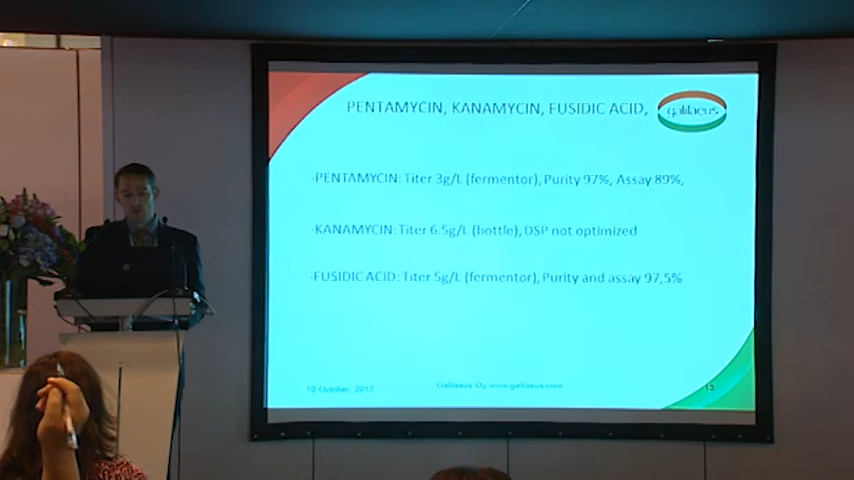 PENTAMYCIN, KANAMYCIN, FUSIDIC ACID,
galilaeus
-PENTAMYCIN: Titer 3g/L (fermentor), Purity 97%, Assay 89%,
-KANAMYCIN: Titer 6.5g/L (bottle), DSP not optimized
-FUSIDIC ACID: Titer 5g/L (fermentor), Purity and assay 97,5%
10 October, 2012
Galilaeus Oy www.galilaeus.com
13